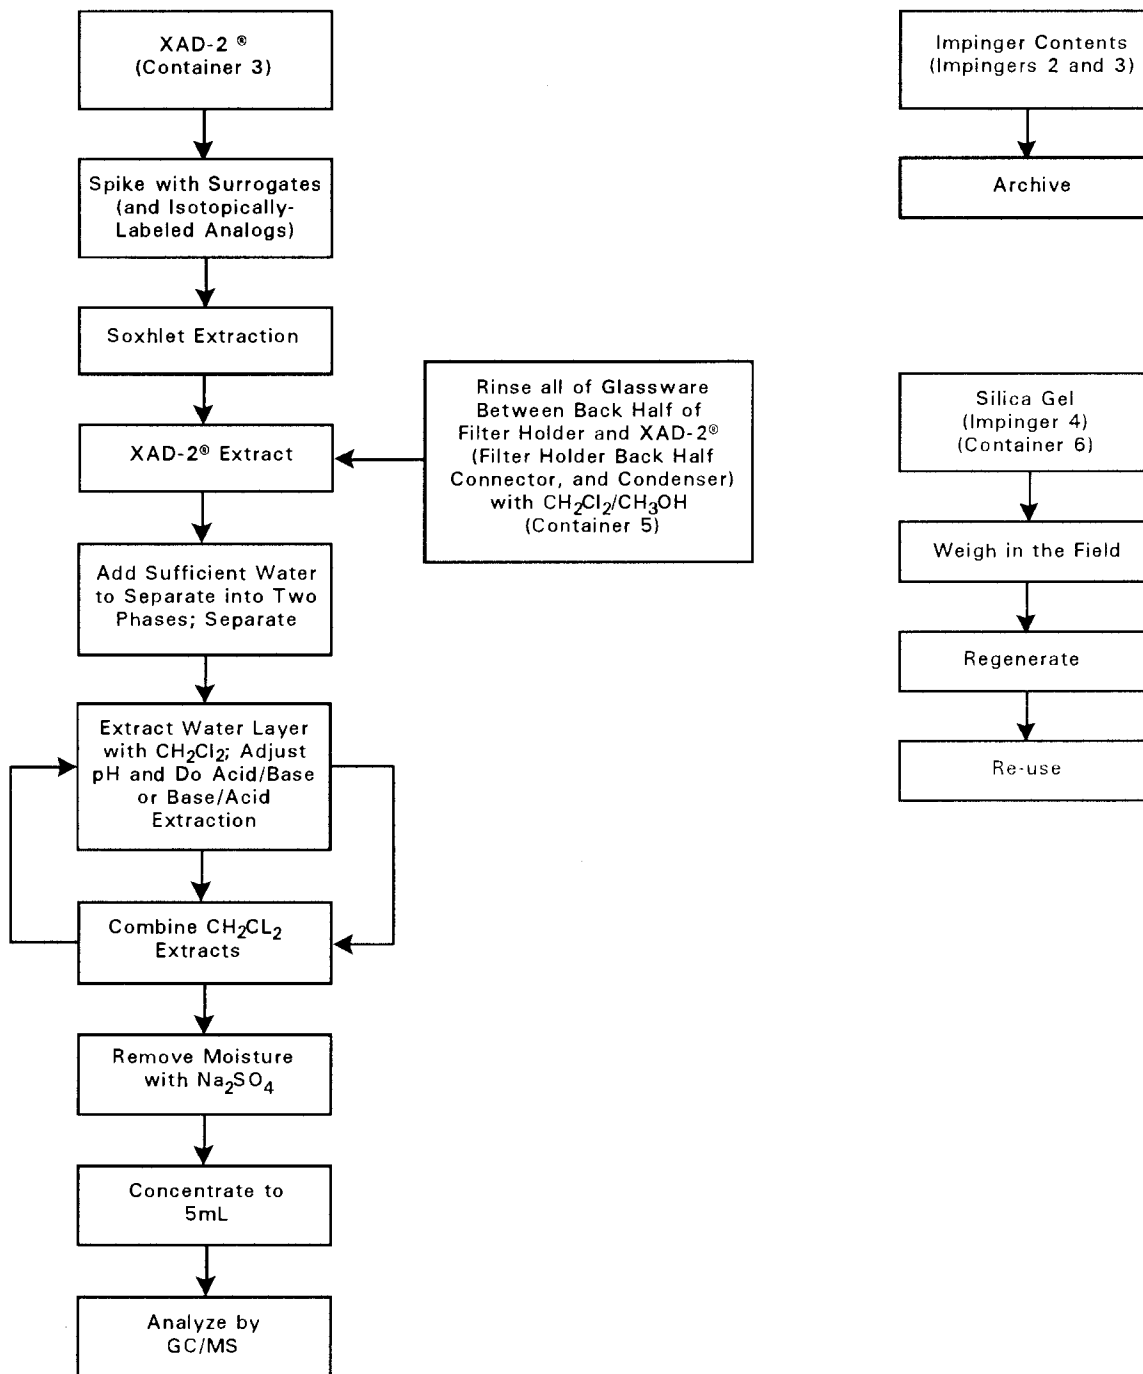 XAD-2 ®
(Container 3)
Spike with Surrogates
(and Isotopically-
Labeled Analogs)
Soxhlet Extraction
XAD-2® Extract
Rinse all of Glassware
Between Back Half of
Filter Holder and XAD-2®
(Filter Holder Back Half
Connector, and Condenser)
with CH₂Cl₂/CH₃OH
(Container 5)
Add Sufficient Water
to Separate into Two
Phases; Separate
Extract Water Layer
with CH₂Cl₂; Adjust
pH and Do Acid/Base
or Base/Acid
Extraction
Combine CH₂CL₂
Extracts
Remove Moisture
with Na₂SO₄
Concentrate to
5mL
Analyze by
GC/MS
Impinger Contents
(Impingers 2 and 3)
Archive
Silica Gel
(Impinger 4)
(Container 6)
Weigh in the Field
Regenerate
Re-use